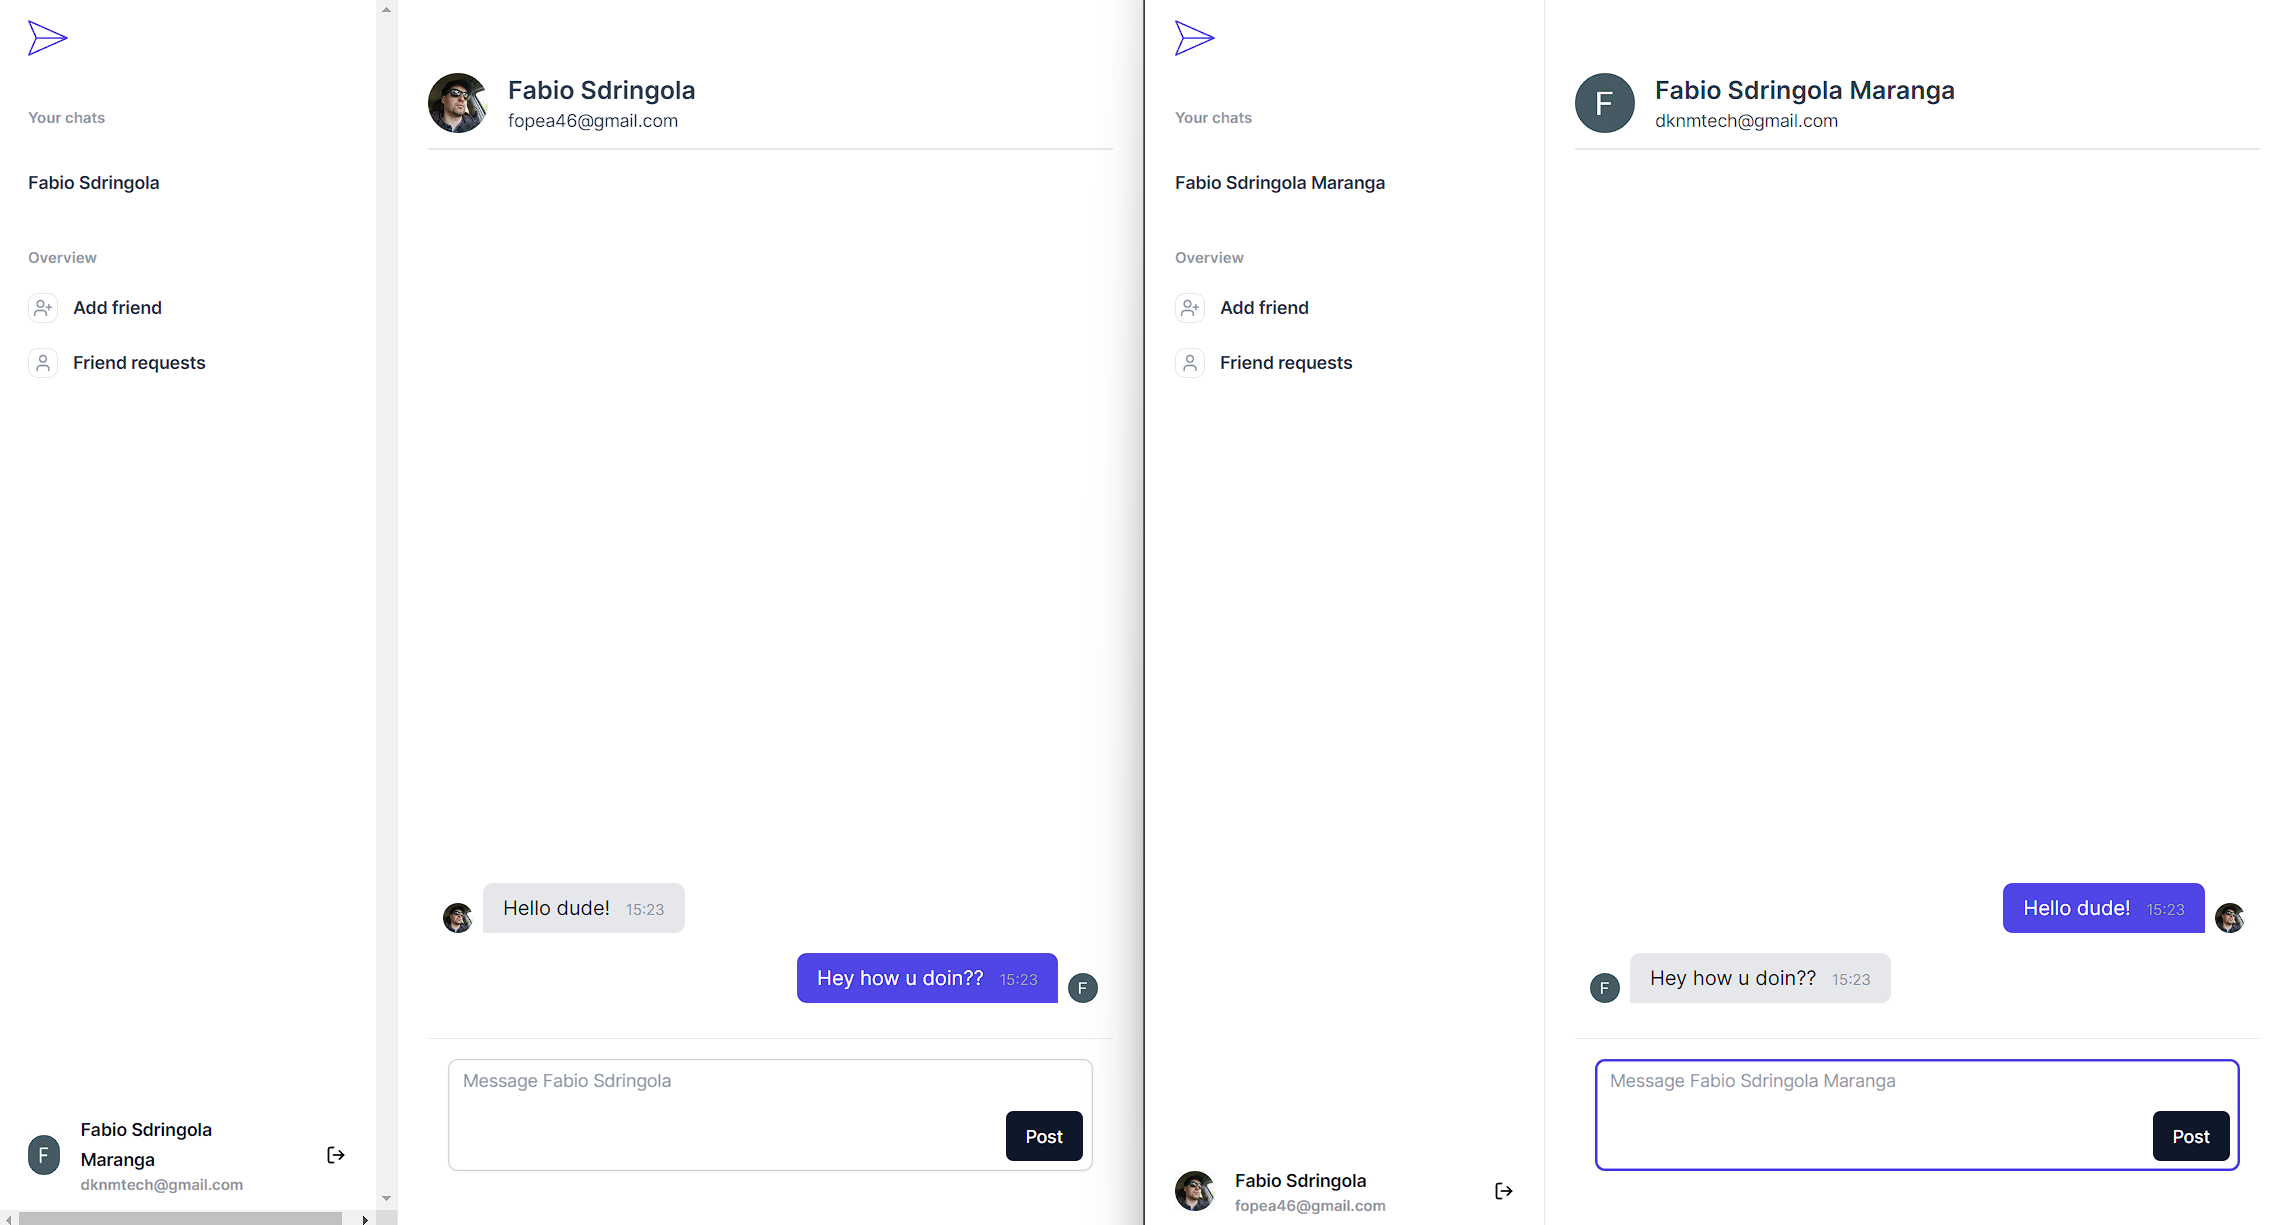 Your chats
Fabio Sdringola
Overview
Add friend
Friend requests
Fabio Sdringola
Maranga
dknmtech@gmail.com
F
Fabio Sdringola
fopea46@gmail.com
Hello dude! 15:23
Hey how u doin?? 15:23
F
Message Fabio Sdringola
Post
Your chats
Fabio Sdringola Maranga
Overview
Add friend
Friend requests
Fabio Sdringola
fopea46@gmail.com
F
Fabio Sdringola Maranga
dknmtech@gmail.com
Hello dude! 15:23
F
Hey how u doin?? 15:23
Message Fabio Sdringola Maranga
Post